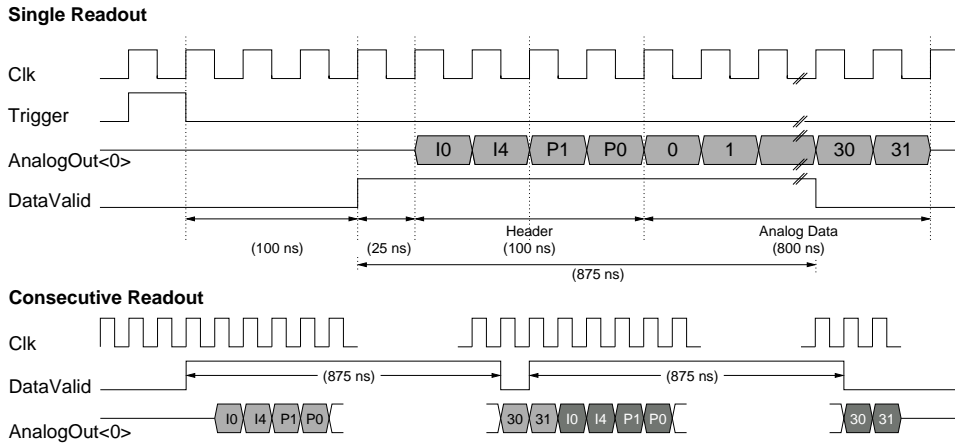 Single Readout
Clk
Trigger
AnalogOut<0> I0 I4 P1 P0 0 1 30 31
DataValid
Header Analog Data
(100 ns) (25 ns) (100 ns) (800 ns)
(875 ns)
Consecutive Readout
Clk
DataValid (875 ns) (875 ns)
AnalogOut<0> I0 I4 P1 P0 30 31 I0 I4 P1 P0 30 31